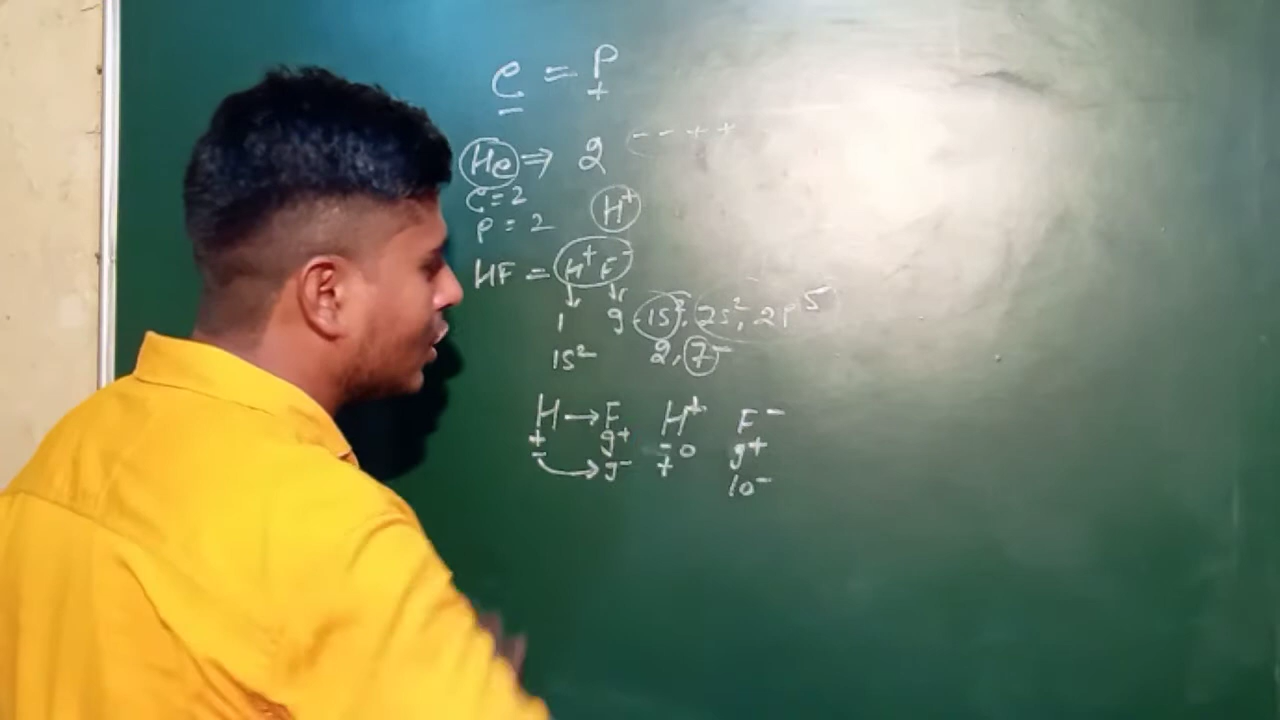 e = P
- +
He ⇒ 2 - - + +
e = 2
P = 2 H⁺
HF = H⁺ F⁻
1 9 1S², 2S², 2P⁵
1S² 2, 7
H → F H⁺ F⁻
+ 9⁺ - 0 9⁺
- 9⁻ + 10⁻